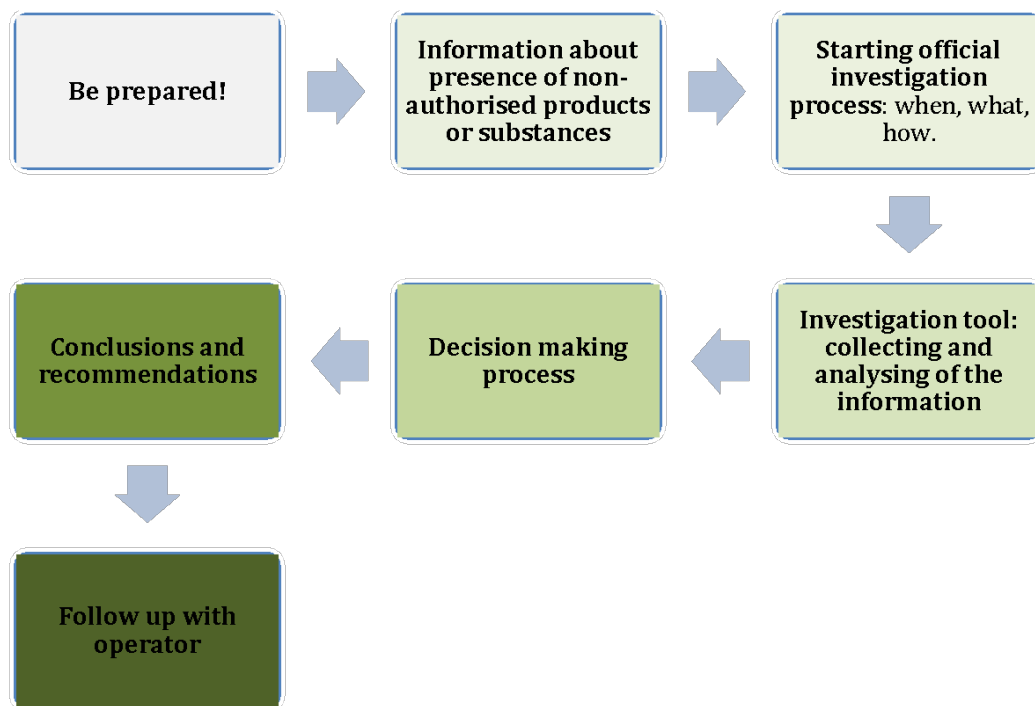 Be prepared!
Information about
presence of non-
authorised products
or substances
Starting official
investigation
process: when, what,
how.
Investigation tool:
collecting and
analysing of the
information
Decision making
process
Conclusions and
recommendations
Follow up with
operator